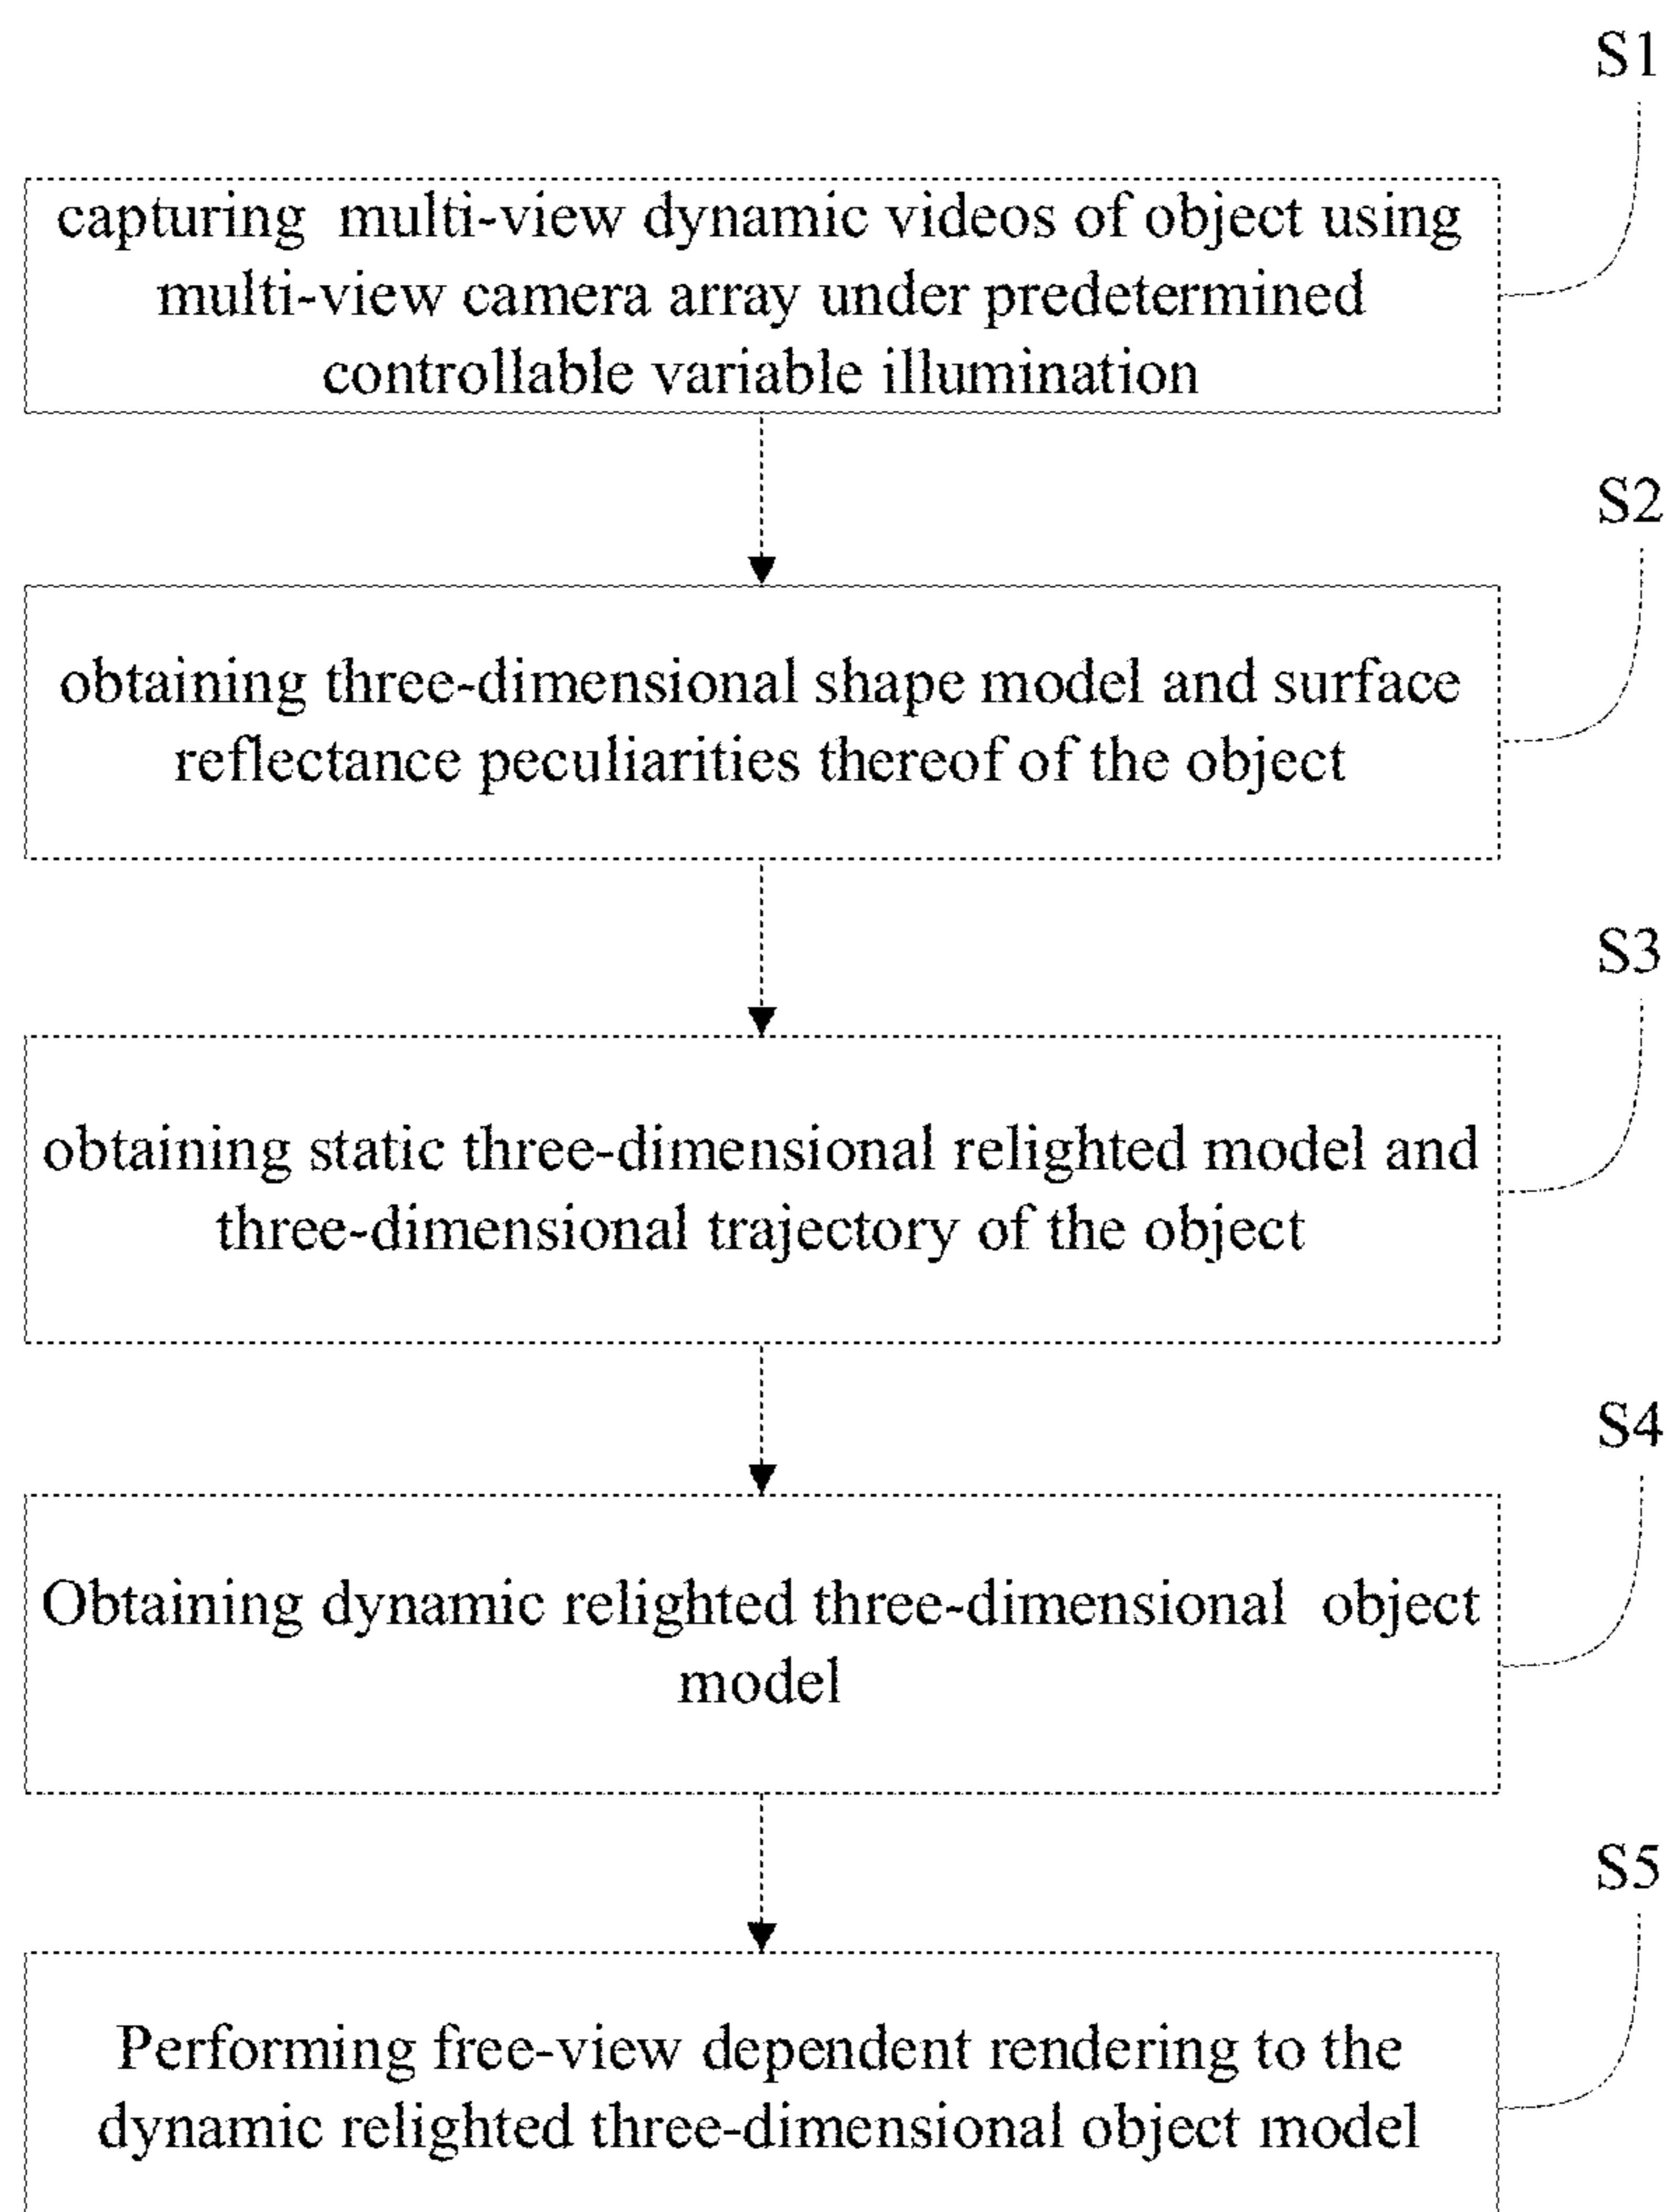 S1
capturing multi-view dynamic videos of object using
multi-view camera array under predetermined
controllable variable illumination
S2
obtaining three-dimensional shape model and surface
reflectance peculiarities thereof of the object
S3
obtaining static three-dimensional relighted model and
three-dimensional trajectory of the object
S4
Obtaining dynamic relighted three-dimensional object
model
S5
Performing free-view dependent rendering to the
dynamic relighted three-dimensional object model